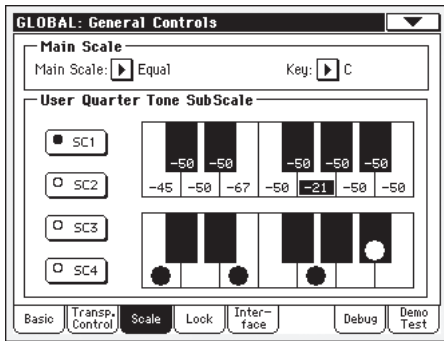 GLOBAL: General Controls
Main Scale
Main Scale: Equal Key: C
User Quarter Tone SubScale
SC1
-50 -50 -50 -50 -50
-45 -50 -67 -50 -21 -50 -50
SC2
SC3
SC4
Basic Transp. Control Scale Lock Inter- face Debug Demo Test